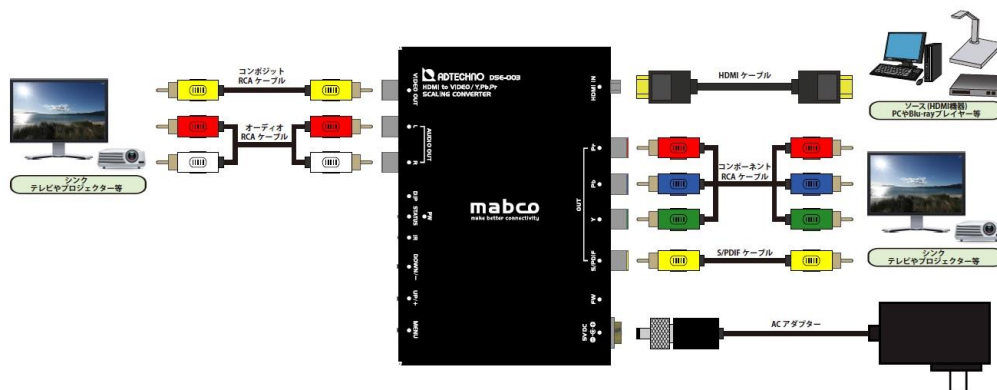 コンポジット
RCA ケーブル
オーディオ
RCA ケーブル
シンク
テレビやプロジェクター等
ADTECHNO DSG-003
HDMI to VIDEO/Y,Pb,Pr
SCALING CONVERTER
VIDEO OUT
L
AUDIO OUT
R
DIP
STATUS
PW
IR
DOWN/−
UP/+
MENU
mabco
make better connectivity
HDMI IN
Pr
Pb
OUT
Y
S/PDIF
PW
5VDC
HDMI ケーブル
ソース(HDMI機器)
PCやBlu-rayプレイヤー等
コンポーネント
RCA ケーブル
S/PDIF ケーブル
シンク
テレビやプロジェクター等
AC アダプター